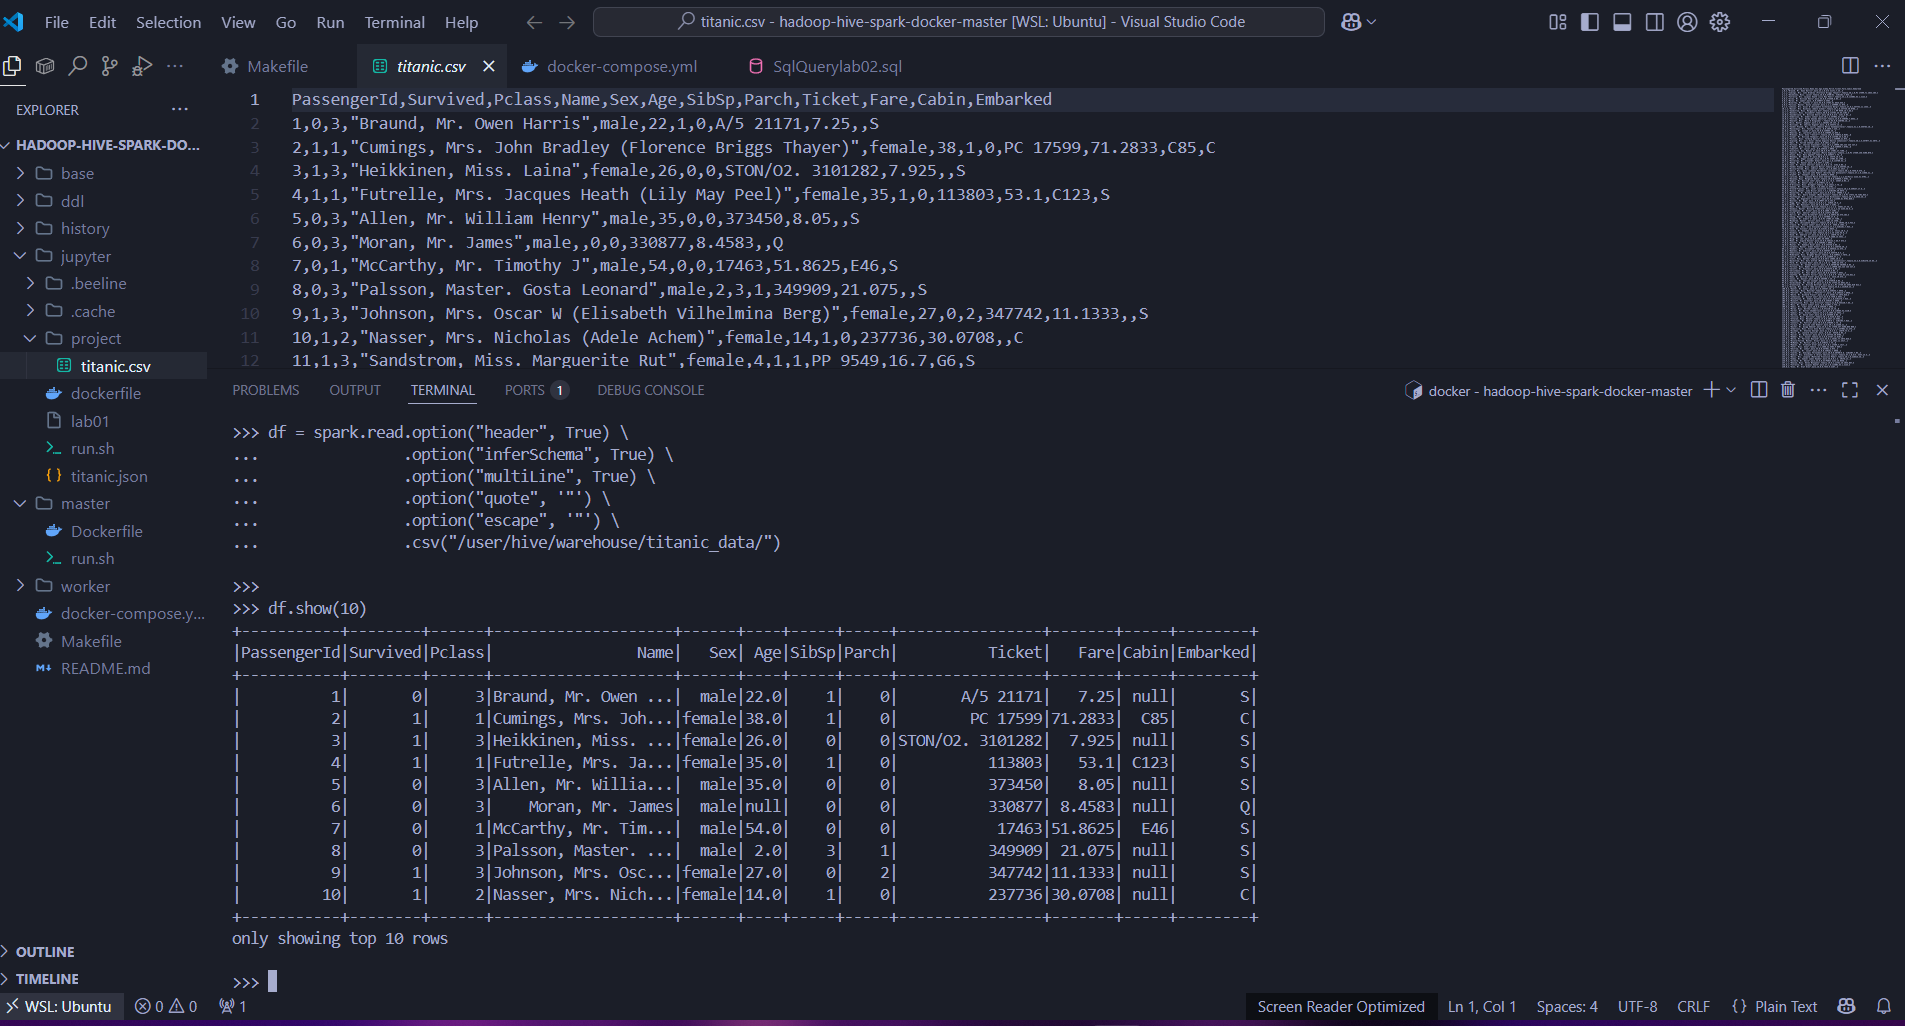 File Edit Selection View Go Run Terminal Help
titanic.csv - hadoop-hive-spark-docker-master [WSL: Ubuntu] - Visual Studio Code
Makefile titanic.csv docker-compose.yml SqlQuerylab02.sql
EXPLORER
HADOOP-HIVE-SPARK-DO...
base
ddl
history
jupyter
.beeline
.cache
project
titanic.csv
dockerfile
lab01
run.sh
titanic.json
master
Dockerfile
run.sh
worker
docker-compose.y...
Makefile
README.md
OUTLINE
TIMELINE
1 PassengerId,Survived,Pclass,Name,Sex,Age,SibSp,Parch,Ticket,Fare,Cabin,Embarked
2 1,0,3,"Braund, Mr. Owen Harris",male,22,1,0,A/5 21171,7.25,,S
3 2,1,1,"Cumings, Mrs. John Bradley (Florence Briggs Thayer)",female,38,1,0,PC 17599,71.2833,C85,C
4 3,1,3,"Heikkinen, Miss. Laina",female,26,0,0,STON/O2. 3101282,7.925,,S
5 4,1,1,"Futrelle, Mrs. Jacques Heath (Lily May Peel)",female,35,1,0,113803,53.1,C123,S
6 5,0,3,"Allen, Mr. William Henry",male,35,0,0,373450,8.05,,S
7 6,0,3,"Moran, Mr. James",male,,0,0,330877,8.4583,,Q
8 7,0,1,"McCarthy, Mr. Timothy J",male,54,0,0,17463,51.8625,E46,S
9 8,0,3,"Palsson, Master. Gosta Leonard",male,2,3,1,349909,21.075,,S
10 9,1,3,"Johnson, Mrs. Oscar W (Elisabeth Vilhelmina Berg)",female,27,0,2,347742,11.1333,,S
11 10,1,2,"Nasser, Mrs. Nicholas (Adele Achem)",female,14,1,0,237736,30.0708,,C
12 11,1,3,"Sandstrom, Miss. Marguerite Rut",female,4,1,1,PP 9549,16.7,G6,S
PROBLEMS OUTPUT TERMINAL PORTS 1 DEBUG CONSOLE
docker - hadoop-hive-spark-docker-master
>>> df = spark.read.option("header", True) \
... .option("inferSchema", True) \
... .option("multiLine", True) \
... .option("quote", '"') \
... .option("escape", '"') \
... .csv("/user/hive/warehouse/titanic_data/")
>>>
>>> df.show(10)
+-----------+--------+------+--------------------+------+----+-----+-----+----------------+-------+-----+--------+
|PassengerId|Survived|Pclass|                Name|   Sex| Age|SibSp|Parch|          Ticket|   Fare|Cabin|Embarked|
+-----------+--------+------+--------------------+------+----+-----+-----+----------------+-------+-----+--------+
|          1|       0|     3|Braund, Mr. Owen ...|  male|22.0|    1|    0|       A/5 21171|   7.25| null|       S|
|          2|       1|     1|Cumings, Mrs. Joh...|female|38.0|    1|    0|        PC 17599|71.2833|  C85|       C|
|          3|       1|     3|Heikkinen, Miss. ...|female|26.0|    0|    0|STON/O2. 3101282|  7.925| null|       S|
|          4|       1|     1|Futrelle, Mrs. Ja...|female|35.0|    1|    0|          113803|   53.1| C123|       S|
|          5|       0|     3|Allen, Mr. Willia...|  male|35.0|    0|    0|          373450|   8.05| null|       S|
|          6|       0|     3|    Moran, Mr. James|  male|null|    0|    0|          330877| 8.4583| null|       Q|
|          7|       0|     1|McCarthy, Mr. Tim...|  male|54.0|    0|    0|           17463|51.8625|  E46|       S|
|          8|       0|     3|Palsson, Master. ...|  male| 2.0|    3|    1|          349909| 21.075| null|       S|
|          9|       1|     3|Johnson, Mrs. Osc...|female|27.0|    0|    2|          347742|11.1333| null|       S|
|         10|       1|     2|Nasser, Mrs. Nich...|female|14.0|    1|    0|          237736|30.0708| null|       C|
+-----------+--------+------+--------------------+------+----+-----+-----+----------------+-------+-----+--------+
only showing top 10 rows
>>>
WSL: Ubuntu 0 0 1 Screen Reader Optimized Ln 1, Col 1 Spaces: 4 UTF-8 CRLF {} Plain Text